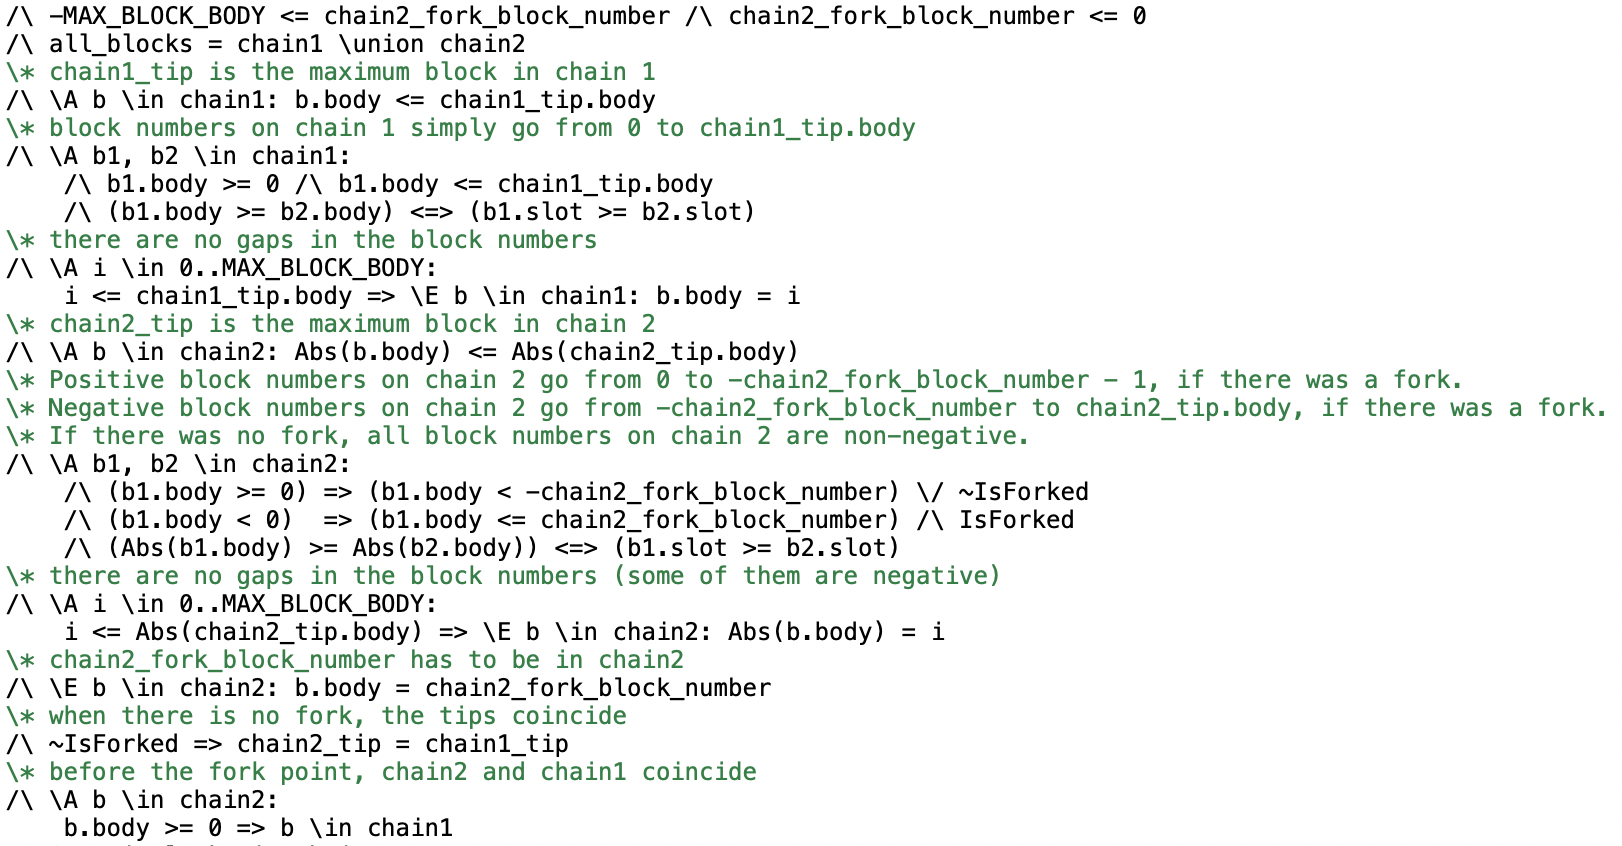 /\ -MAX_BLOCK_BODY <= chain2_fork_block_number /\ chain2_fork_block_number <= 0
/\ all_blocks = chain1 \union chain2
\* chain1_tip is the maximum block in chain 1
/\ \A b \in chain1: b.body <= chain1_tip.body
\* block numbers on chain 1 simply go from 0 to chain1_tip.body
/\ \A b1, b2 \in chain1:
    /\ b1.body >= 0 /\ b1.body <= chain1_tip.body
    /\ (b1.body >= b2.body) <=> (b1.slot >= b2.slot)
\* there are no gaps in the block numbers
/\ \A i \in 0..MAX_BLOCK_BODY:
    i <= chain1_tip.body => \E b \in chain1: b.body = i
\* chain2_tip is the maximum block in chain 2
/\ \A b \in chain2: Abs(b.body) <= Abs(chain2_tip.body)
\* Positive block numbers on chain 2 go from 0 to -chain2_fork_block_number - 1, if there was a fork.
\* Negative block numbers on chain 2 go from -chain2_fork_block_number to chain2_tip.body, if there was a fork.
\* If there was no fork, all block numbers on chain 2 are non-negative.
/\ \A b1, b2 \in chain2:
    /\ (b1.body >= 0) => (b1.body < -chain2_fork_block_number) \/ ~IsForked
    /\ (b1.body < 0)  => (b1.body <= chain2_fork_block_number) /\ IsForked
    /\ (Abs(b1.body) >= Abs(b2.body)) <=> (b1.slot >= b2.slot)
\* there are no gaps in the block numbers (some of them are negative)
/\ \A i \in 0..MAX_BLOCK_BODY:
    i <= Abs(chain2_tip.body) => \E b \in chain2: Abs(b.body) = i
\* chain2_fork_block_number has to be in chain2
/\ \E b \in chain2: b.body = chain2_fork_block_number
\* when there is no fork, the tips coincide
/\ ~IsForked => chain2_tip = chain1_tip
\* before the fork point, chain2 and chain1 coincide
/\ \A b \in chain2:
    b.body >= 0 => b \in chain1